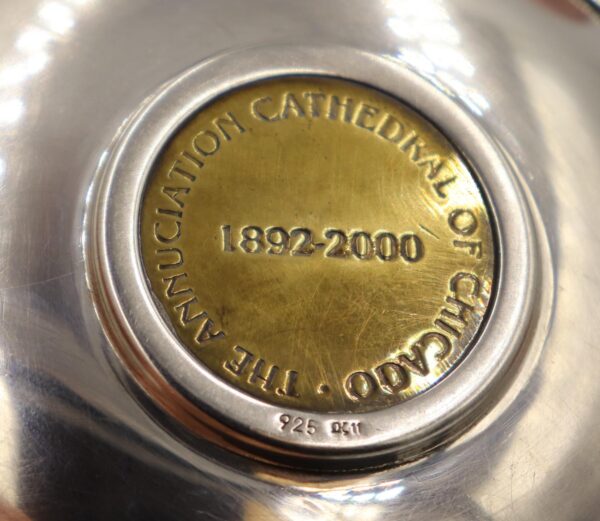 THE ANNUCIATION CATHEDRAL OF CHICAGO ·
1892-2000
925